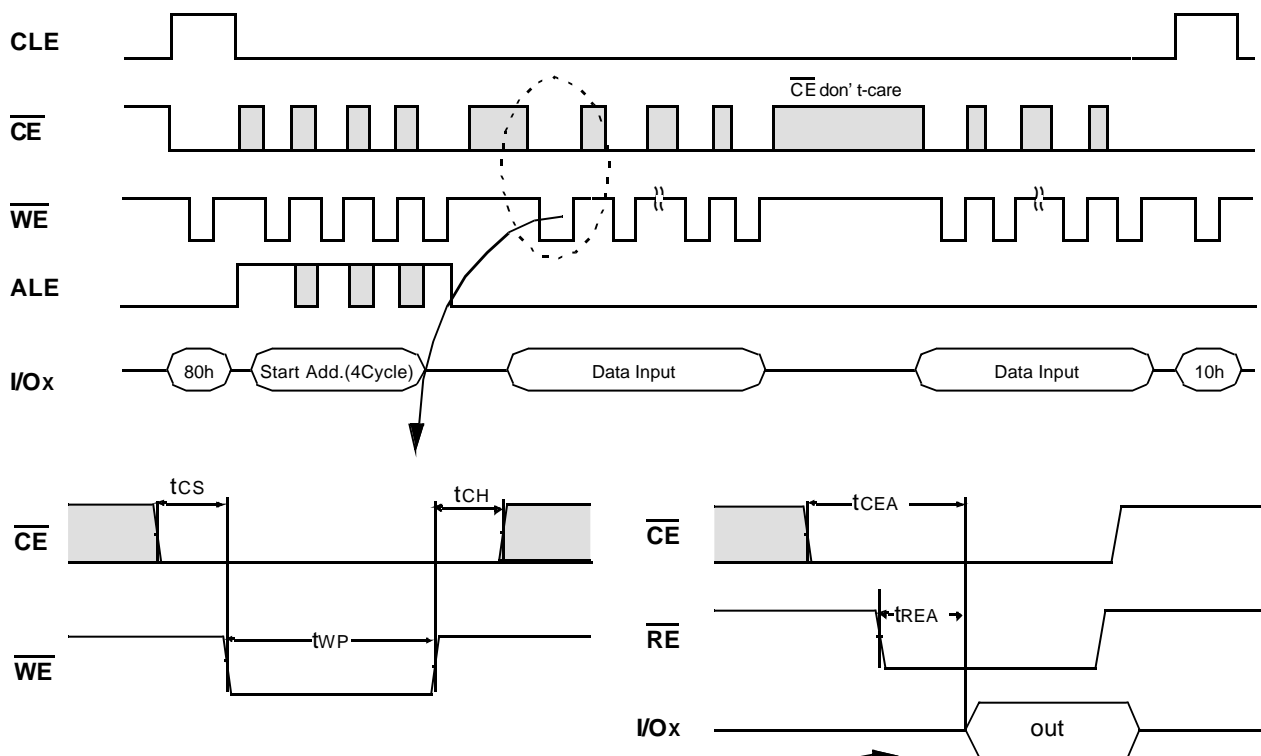 CLE
CE don' t-care
CE
WE
ALE
I/Ox 80h Start Add.(4Cycle) Data Input Data Input 10h
tCS tCH
CE
tWP
WE
tCEA
CE
tREA
RE
I/Ox out